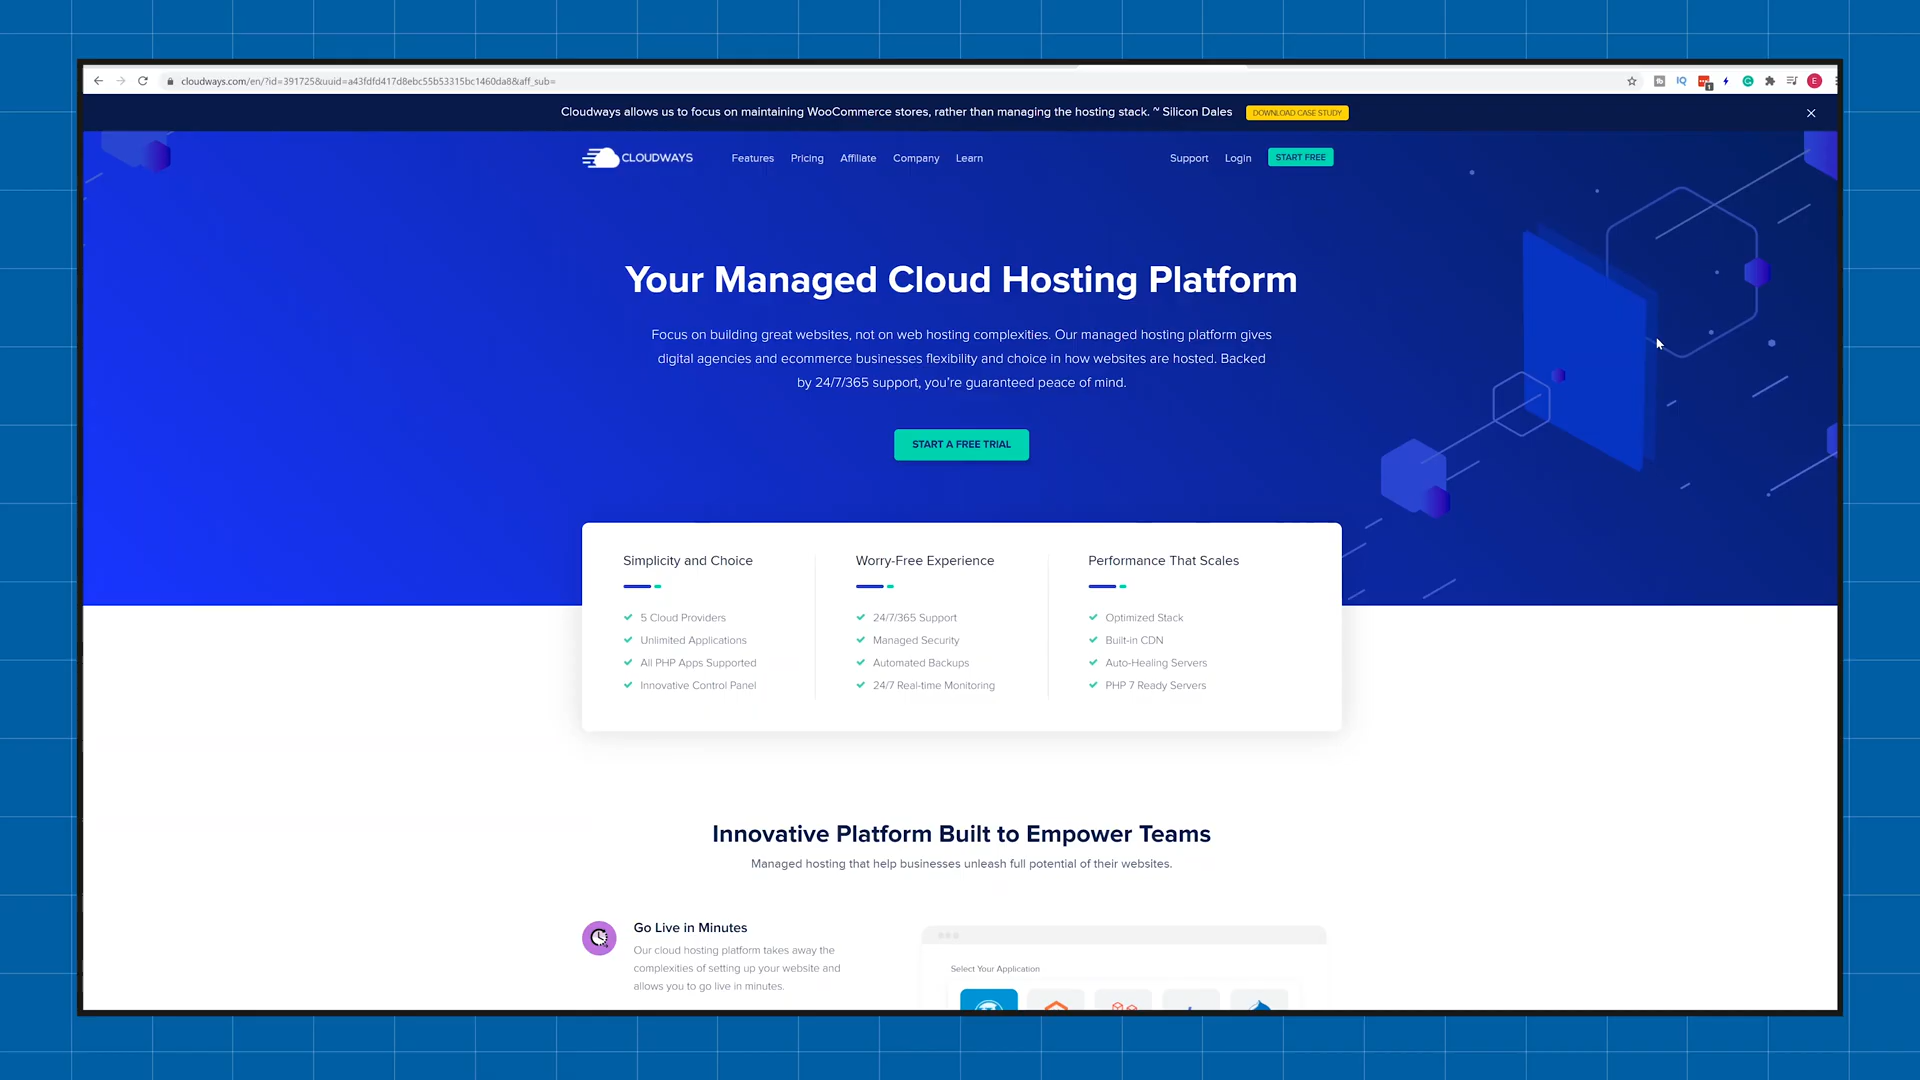 cloudways.com/en/?id=391725&uuid=a43fdfd417d8ebc55b53315bc1460da8&aff_sub=
IQ
1
E
Cloudways allows us to focus on maintaining WooCommerce stores, rather than managing the hosting stack. ~ Silicon Dales
DOWNLOAD CASE STUDY
CLOUDWAYS
Features
Pricing
Affiliate
Company
Learn
Support
Login
START FREE
Your Managed Cloud Hosting Platform
Focus on building great websites, not on web hosting complexities. Our managed hosting platform gives
digital agencies and ecommerce businesses flexibility and choice in how websites are hosted. Backed
by 24/7/365 support, you're guaranteed peace of mind.
START A FREE TRIAL
Simplicity and Choice
5 Cloud Providers
Unlimited Applications
All PHP Apps Supported
Innovative Control Panel
Worry-Free Experience
24/7/365 Support
Managed Security
Automated Backups
24/7 Real-time Monitoring
Performance That Scales
Optimized Stack
Built-in CDN
Auto-Healing Servers
PHP 7 Ready Servers
Innovative Platform Built to Empower Teams
Managed hosting that help businesses unleash full potential of their websites.
Go Live in Minutes
Our cloud hosting platform takes away the
complexities of setting up your website and
allows you to go live in minutes.
Select Your Application